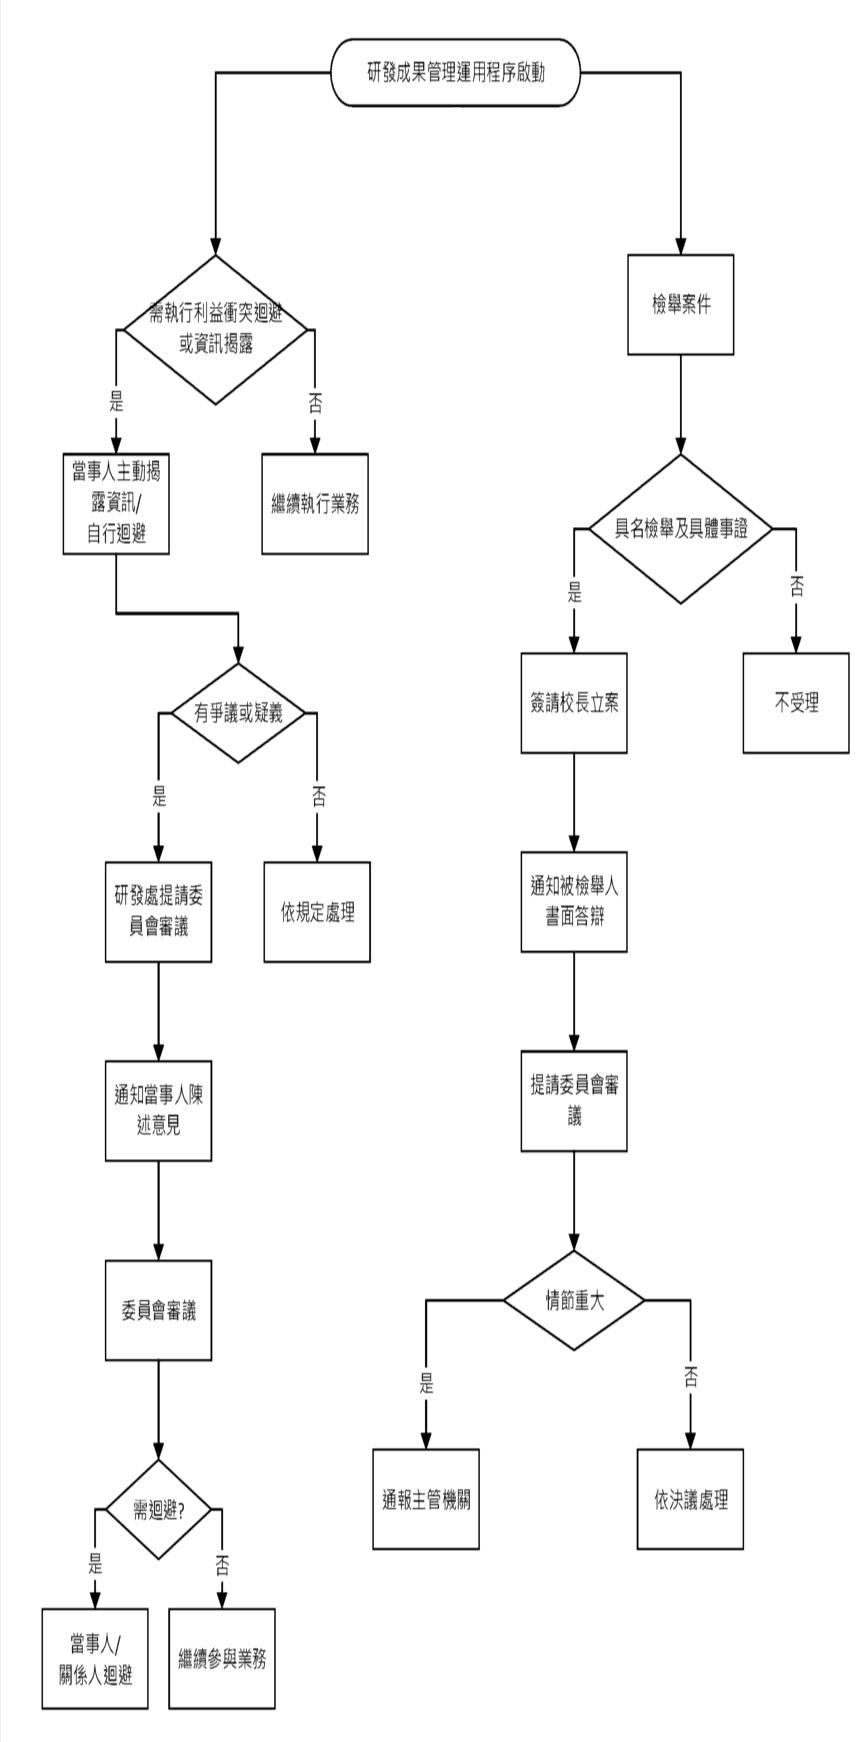 研發成果管理運用程序啟動
需執行利益衝突迴避
或資訊揭露
是
否
當事人主動揭
露資訊/
自行迴避
繼續執行業務
有爭議或疑義
是
否
研發處提請委
員會審議
依規定處理
通知當事人陳
述意見
委員會審議
需迴避?
是
否
當事人/
關係人迴避
繼續參與業務
檢舉案件
具名檢舉及具體事證
是
否
簽請校長立案
不受理
通知被檢舉人
書面答辯
提請委員會審
議
情節重大
是
否
通報主管機關
依決議處理